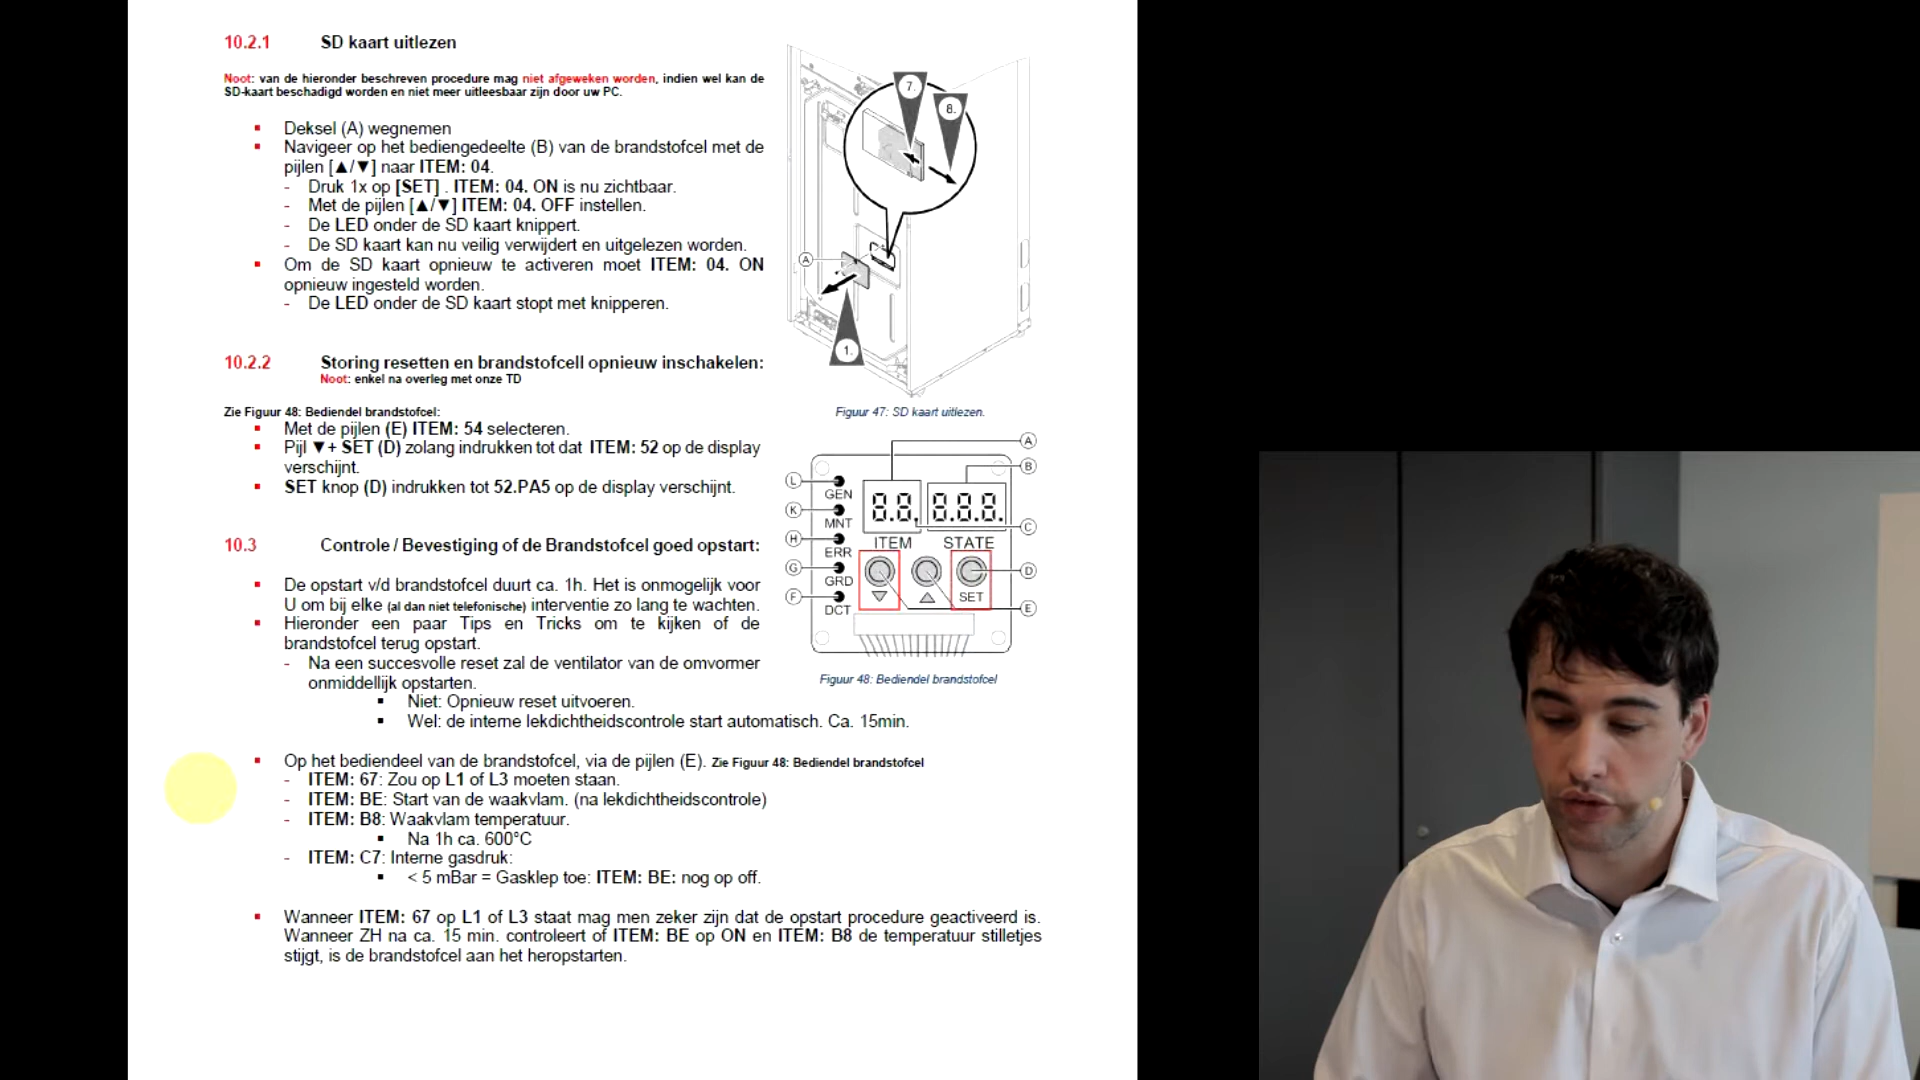 10.2.1 SD kaart uitlezen
Noot: van de hieronder beschreven procedure mag niet afgeweken worden, indien wel kan de
SD-kaart beschadigd worden en niet meer uitleesbaar zijn door uw PC.
▪ Deksel (A) wegnemen
▪ Navigeer op het bediengedeelte (B) van de brandstofcel met de
pijlen [▲/▼] naar ITEM: 04.
- Druk 1x op [SET] . ITEM: 04. ON is nu zichtbaar.
- Met de pijlen [▲/▼] ITEM: 04. OFF instellen.
- De LED onder de SD kaart knippert.
- De SD kaart kan nu veilig verwijdert en uitgelezen worden.
▪ Om de SD kaart opnieuw te activeren moet ITEM: 04. ON
opnieuw ingesteld worden.
- De LED onder de SD kaart stopt met knipperen.
7.
8.
A
1.
Figuur 47: SD kaart uitlezen.
10.2.2 Storing resetten en brandstofcell opnieuw inschakelen:
Noot: enkel na overleg met onze TD
Zie Figuur 48: Bediendel brandstofcel:
▪ Met de pijlen (E) ITEM: 54 selecteren.
▪ Pijl ▼+ SET (D) zolang indrukken tot dat ITEM: 52 op de display
verschijnt.
▪ SET knop (D) indrukken tot 52.PA5 op de display verschijnt.
A
B
L
GEN
K
MNT
8.8. 8.8.8.
C
H
ERR
ITEM STATE
G
GRD
D
F
DCT
▽ △ SET
E
Figuur 48: Bediendel brandstofcel
10.3 Controle / Bevestiging of de Brandstofcel goed opstart:
▪ De opstart v/d brandstofcel duurt ca. 1h. Het is onmogelijk voor
U om bij elke (al dan niet telefonische) interventie zo lang te wachten.
▪ Hieronder een paar Tips en Tricks om te kijken of de
brandstofcel terug opstart.
- Na een succesvolle reset zal de ventilator van de omvormer
onmiddellijk opstarten.
▪ Niet: Opnieuw reset uitvoeren.
▪ Wel: de interne lekdichtheidscontrole start automatisch. Ca. 15min.
▪ Op het bediendeel van de brandstofcel, via de pijlen (E). Zie Figuur 48: Bediendel brandstofcel
- ITEM: 67: Zou op L1 of L3 moeten staan.
- ITEM: BE: Start van de waakvlam. (na lekdichtheidscontrole)
- ITEM: B8: Waakvlam temperatuur.
▪ Na 1h ca. 600°C
- ITEM: C7: Interne gasdruk:
▪ < 5 mBar = Gasklep toe: ITEM: BE: nog op off.
▪ Wanneer ITEM: 67 op L1 of L3 staat mag men zeker zijn dat de opstart procedure geactiveerd is.
Wanneer ZH na ca. 15 min. controleert of ITEM: BE op ON en ITEM: B8 de temperatuur stilletjes
stijgt, is de brandstofcel aan het heropstarten.